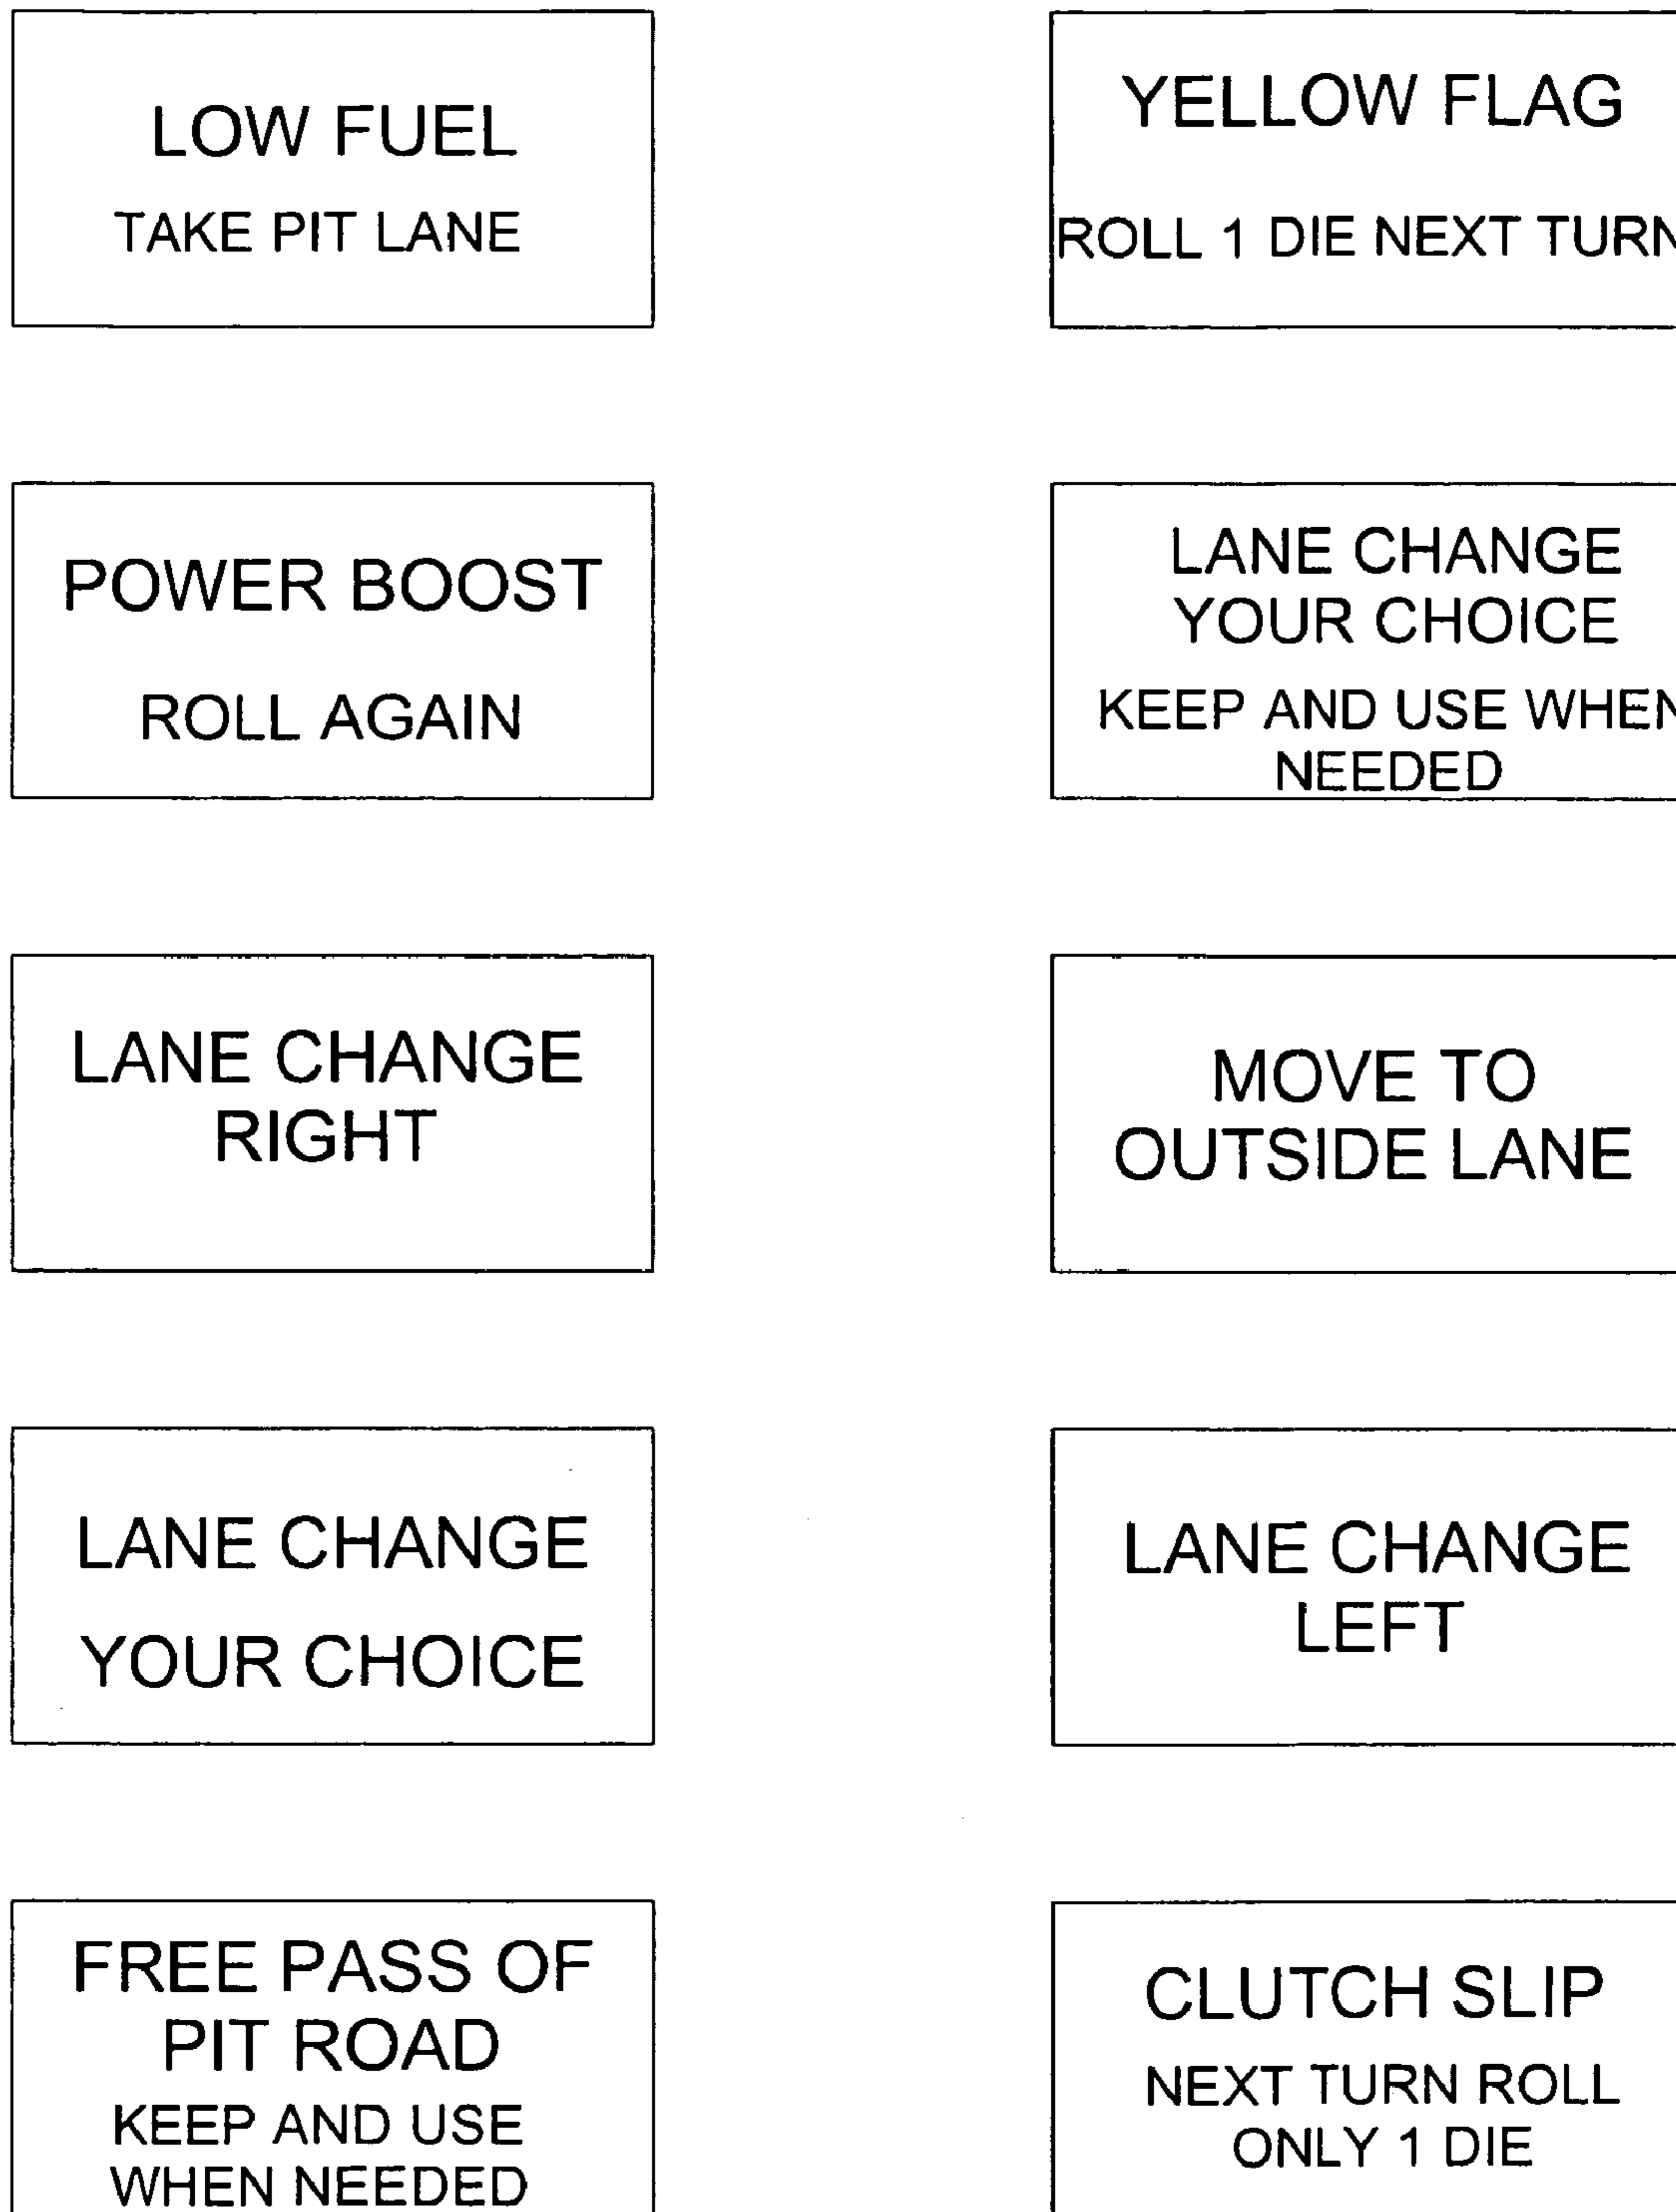 LOW FUEL
TAKE PIT LANE
YELLOW FLAG
ROLL 1 DIE NEXT TURN
POWER BOOST
ROLL AGAIN
LANE CHANGE
YOUR CHOICE
KEEP AND USE WHEN
NEEDED
LANE CHANGE
RIGHT
MOVE TO
OUTSIDE LANE
LANE CHANGE
YOUR CHOICE
LANE CHANGE
LEFT
FREE PASS OF
PIT ROAD
KEEP AND USE
WHEN NEEDED
CLUTCH SLIP
NEXT TURN ROLL
ONLY 1 DIE